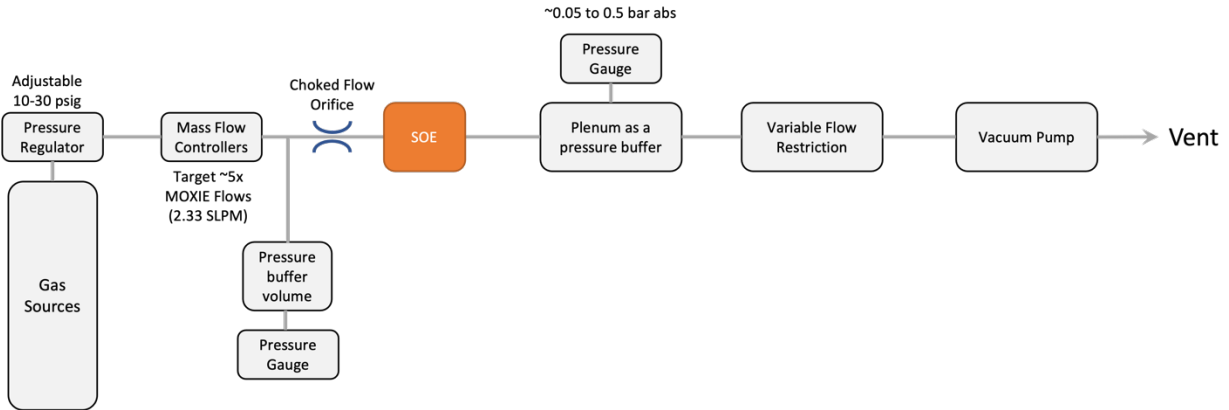 ~0.05 to 0.5 bar abs
Pressure
Gauge
Adjustable
10-30 psig
Choked Flow
Orifice
Pressure
Regulator
Mass Flow
Controllers
SOE
Plenum as a
pressure buffer
Variable Flow
Restriction
Vacuum Pump
Vent
Target ~5x
MOXIE Flows
(2.33 SLPM)
Gas
Sources
Pressure
buffer
volume
Pressure
Gauge